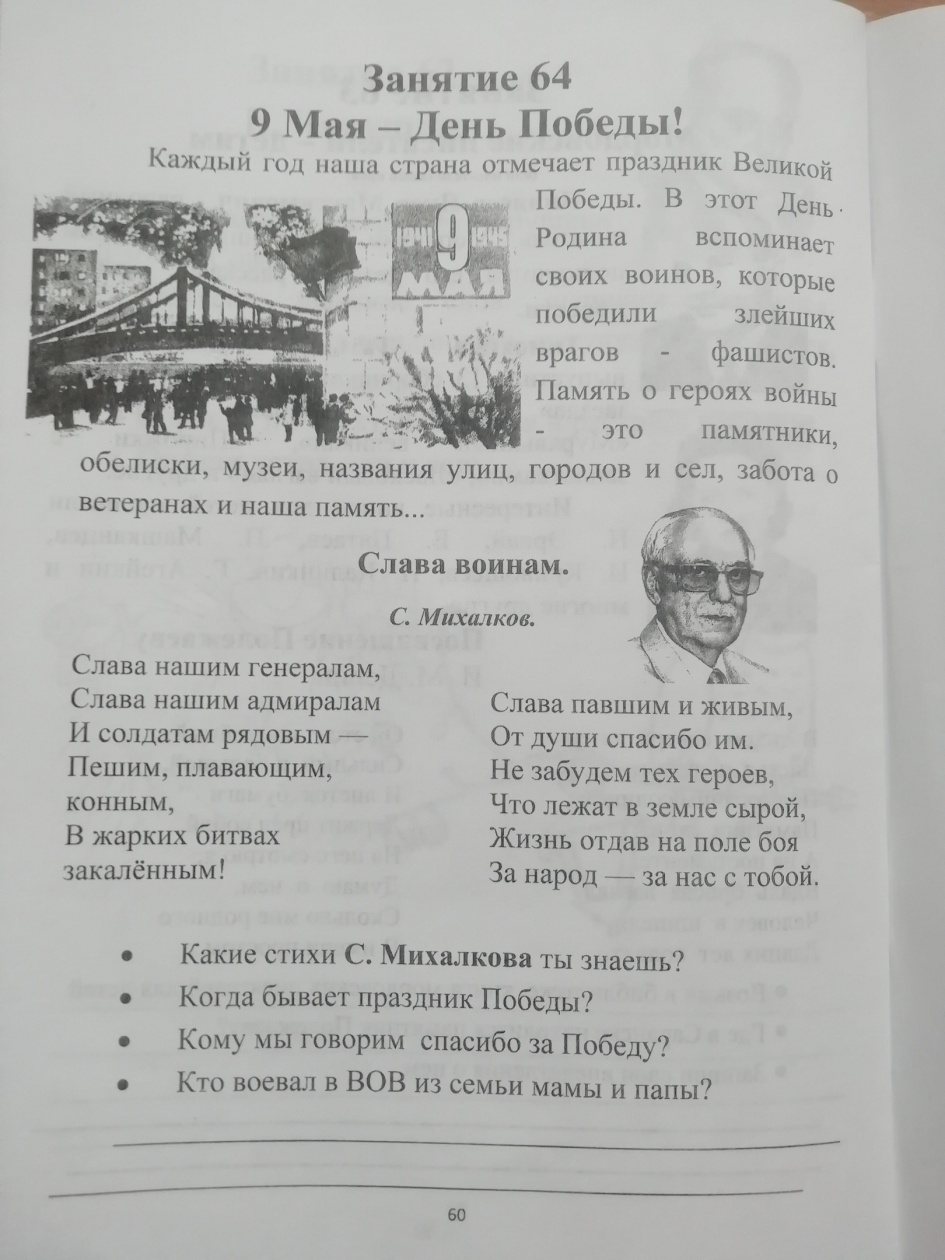 Занятие 64
9 Мая – День Победы!
Каждый год наша страна отмечает праздник Великой
Победы. В этот День
Родина вспоминает
своих воинов, которые
победили злейших
врагов - фашистов.
Память о героях войны
- это памятники,
обелиски, музеи, названия улиц, городов и сел, забота о
ветеранах и наша память...
1941 9 1945
МАЯ
Слава воинам.
С. Михалков.
Слава нашим генералам,
Слава нашим адмиралам
И солдатам рядовым —
Пешим, плавающим,
конным,
В жарких битвах
закалённым!
Слава павшим и живым,
От души спасибо им.
Не забудем тех героев,
Что лежат в земле сырой,
Жизнь отдав на поле боя
За народ — за нас с тобой.
• Какие стихи С. Михалкова ты знаешь?
• Когда бывает праздник Победы?
• Кому мы говорим спасибо за Победу?
• Кто воевал в ВОВ из семьи мамы и папы?
60